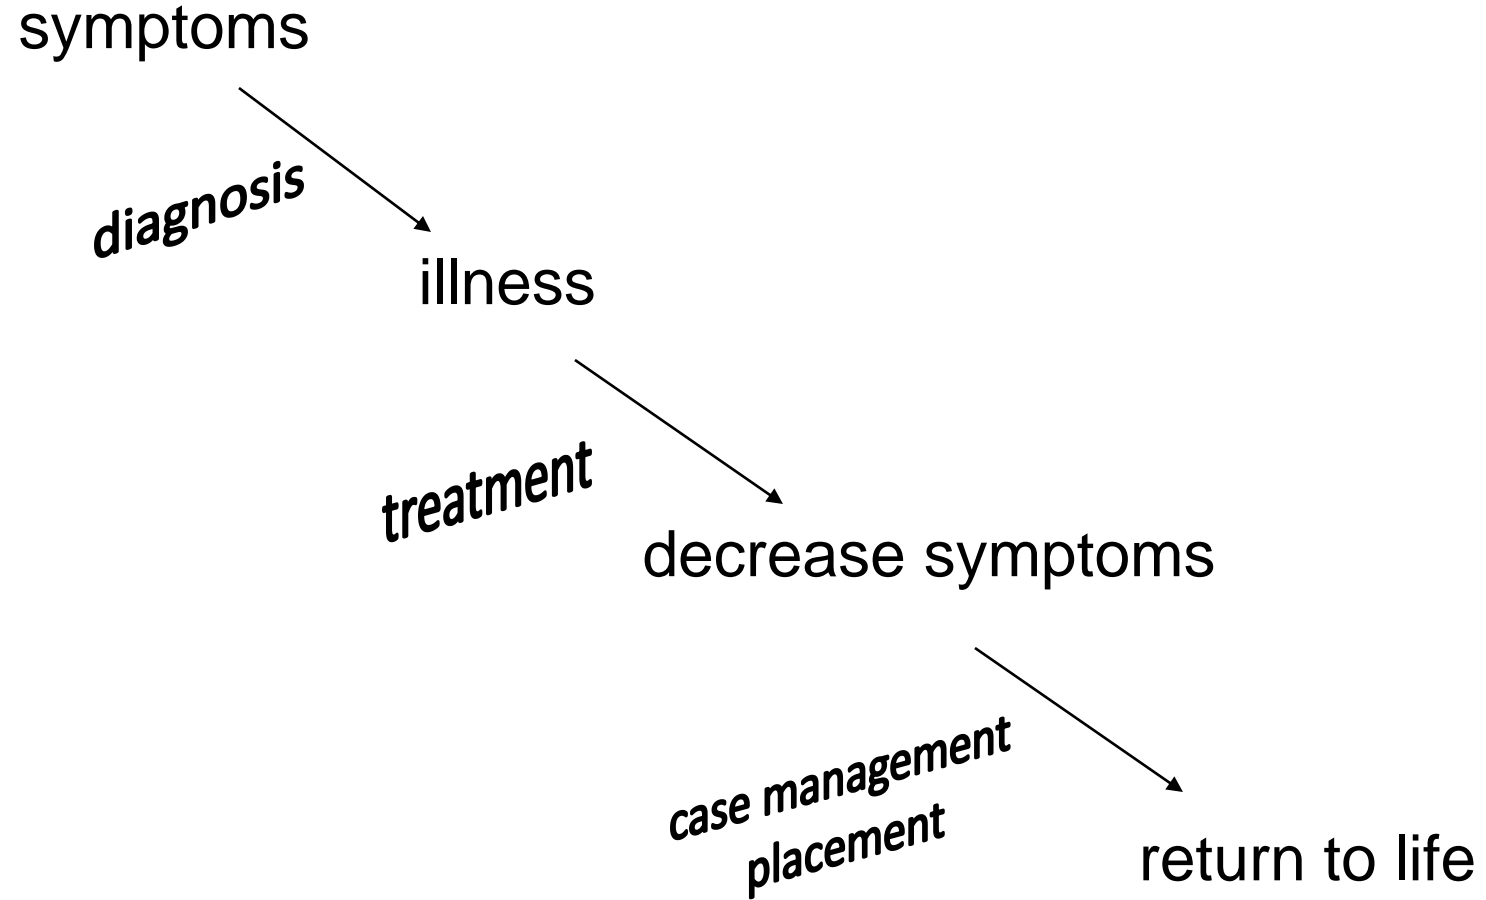 symptoms
diagnosis
illness
treatment
decrease symptoms
case management
placement
return to life